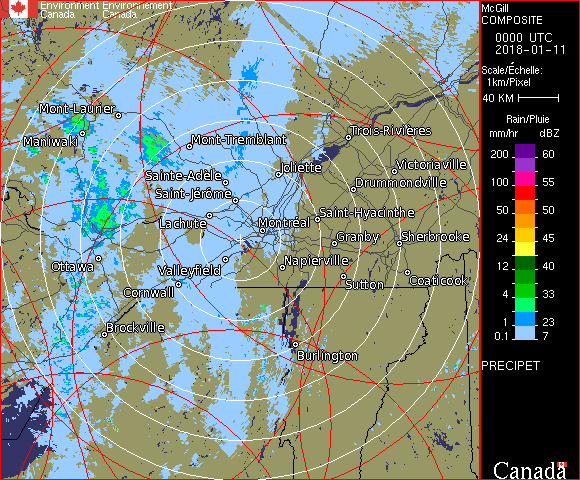 Environment Environnement
Canada Canada
Mont-Laurier
Maniwaki
Mont-Tremblant
Trois-Rivières
Joliette
Victoriaville
Sainte-Adèle
Drummondville
Saint-Jérôme
Saint-Hyacinthe
Lachute
Montréal
Granby
Sherbrooke
Ottawa
Valleyfield
Napierville
Sutton
Coaticook
Cornwall
Brockville
Burlington
McGill
COMPOSITE
0000 UTC
2018-01-11
Scale/Échelle:
1km/Pixel
40 KM
Rain/Pluie
mm/hr dBZ
200 60
100 55
50 50
24 45
12 40
4 33
1 23
0.1 7
PRECIPET
Canada